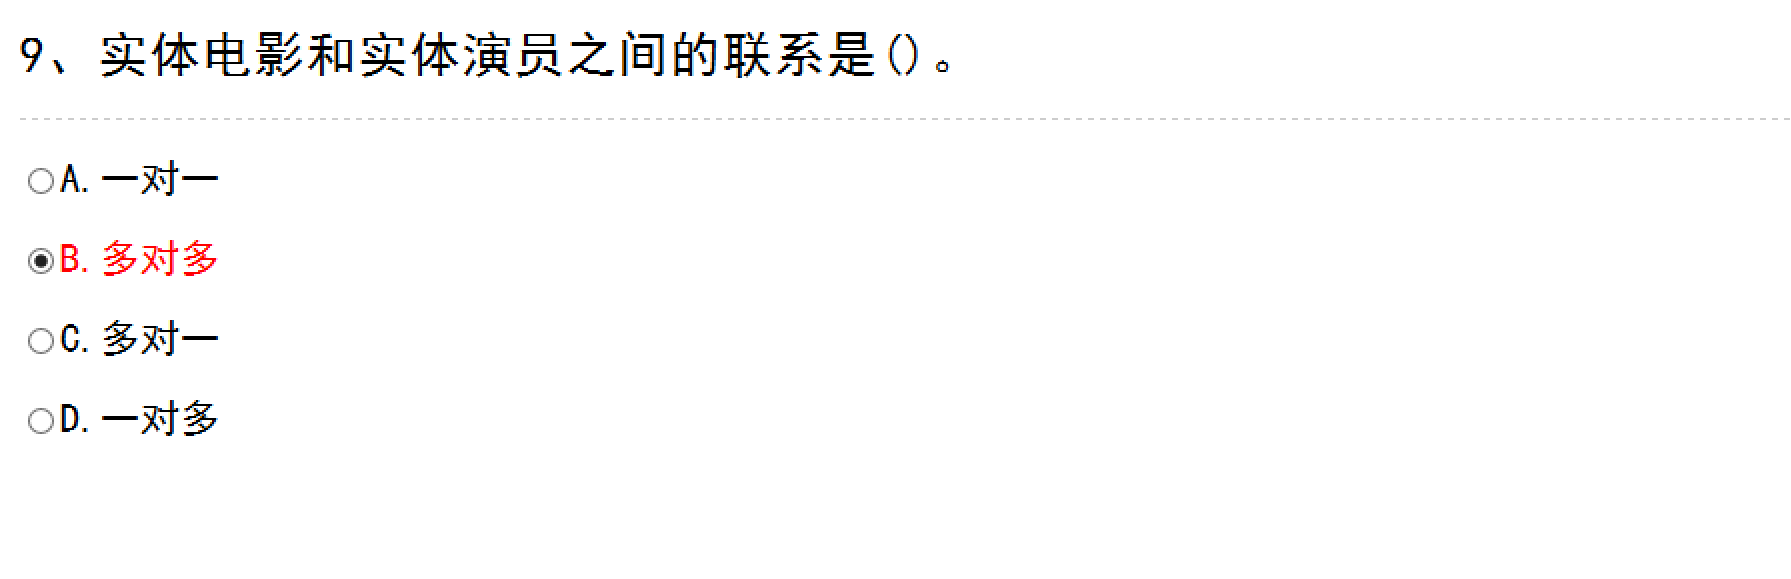 9、实体电影和实体演员之间的联系是()。
A. 一对一
B. 多对多
C. 多对一
D. 一对多